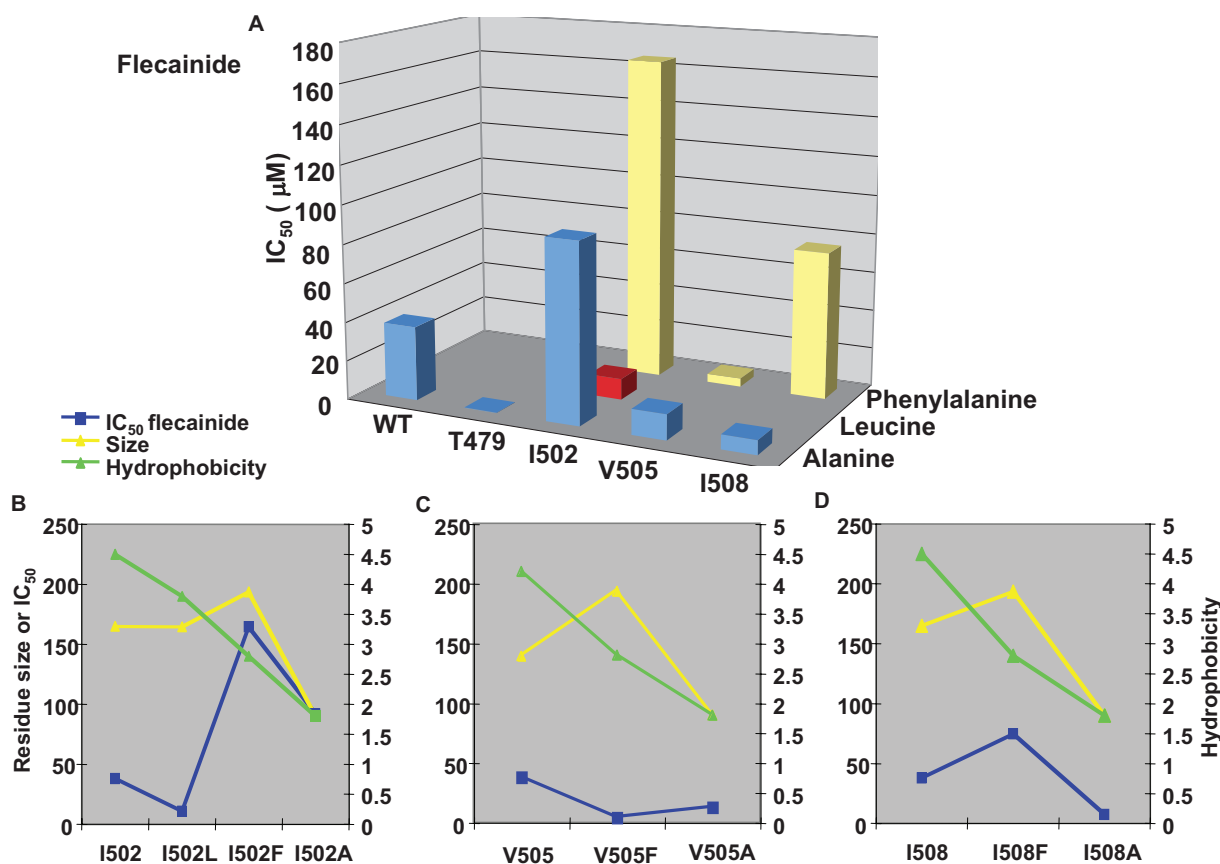 A
Flecainide
IC50 ( μM)
180
160
140
120
100
80
60
40
20
0
WT
T479
I502
V505
I508
Phenylalanine
Leucine
Alanine
IC50 flecainide
Size
Hydrophobicity
B
Residue size or IC50
250
200
150
100
50
0
5
4.5
4
3.5
3
2.5
2
1.5
1
0.5
0
I502 I502L I502F I502A
C
250
200
150
100
50
0
5
4.5
4
3.5
3
2.5
2
1.5
1
0.5
0
V505 V505F V505A
D
250
200
150
100
50
0
5
4.5
4
3.5
3
2.5
2
1.5
1
0.5
0
I508 I508F I508A
Hydrophobicity